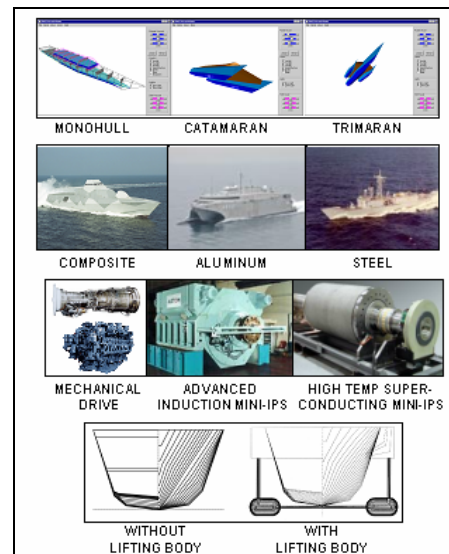 MONOHULL CATAMARAN TRIMARAN
COMPOSITE ALUMINUM STEEL
MECHANICAL ADVANCED HIGH TEMP SUPER-
DRIVE INDUCTION MINI-IPS CONDUCTING MINI-IPS
WITHOUT WITH
LIFTING BODY LIFTING BODY